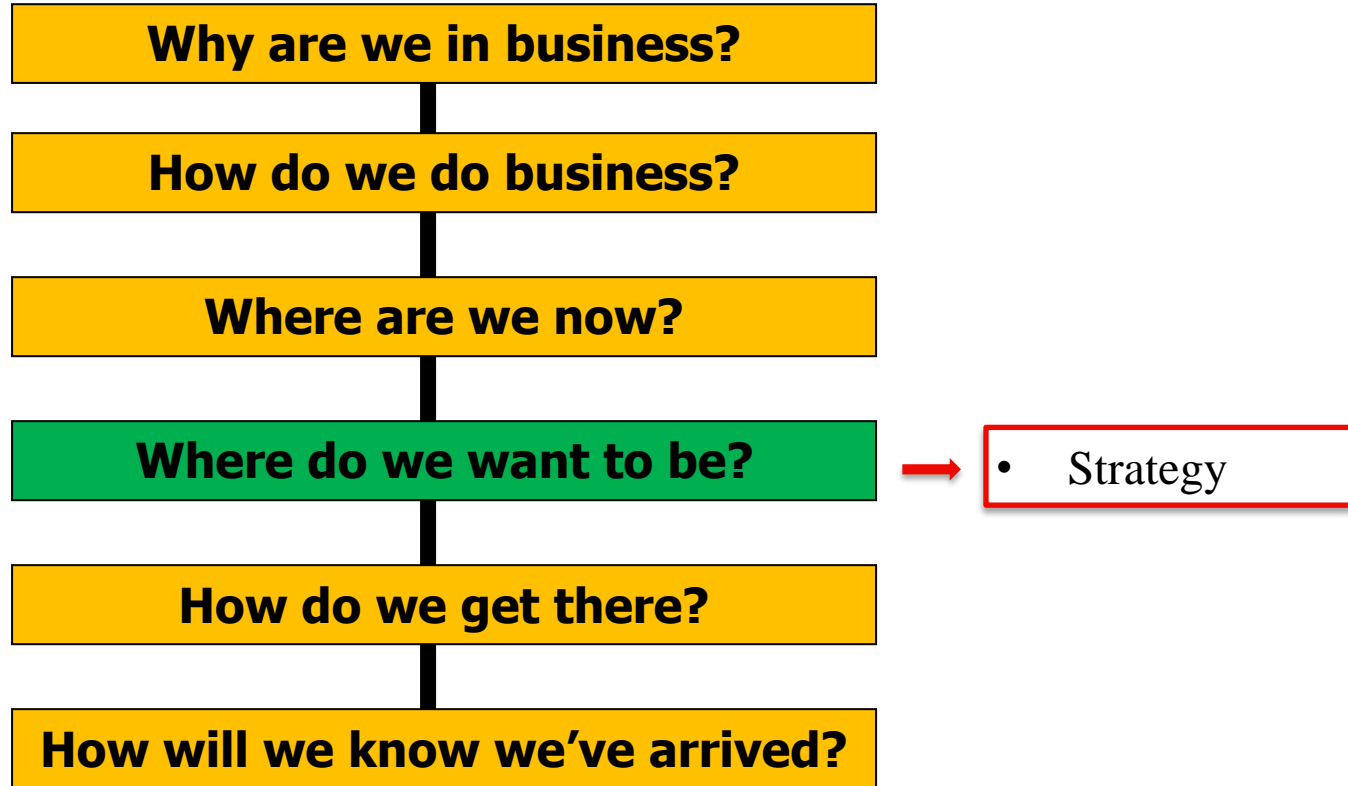 Why are we in business?
How do we do business?
Where are we now?
Where do we want to be?
• Strategy
How do we get there?
How will we know we’ve arrived?